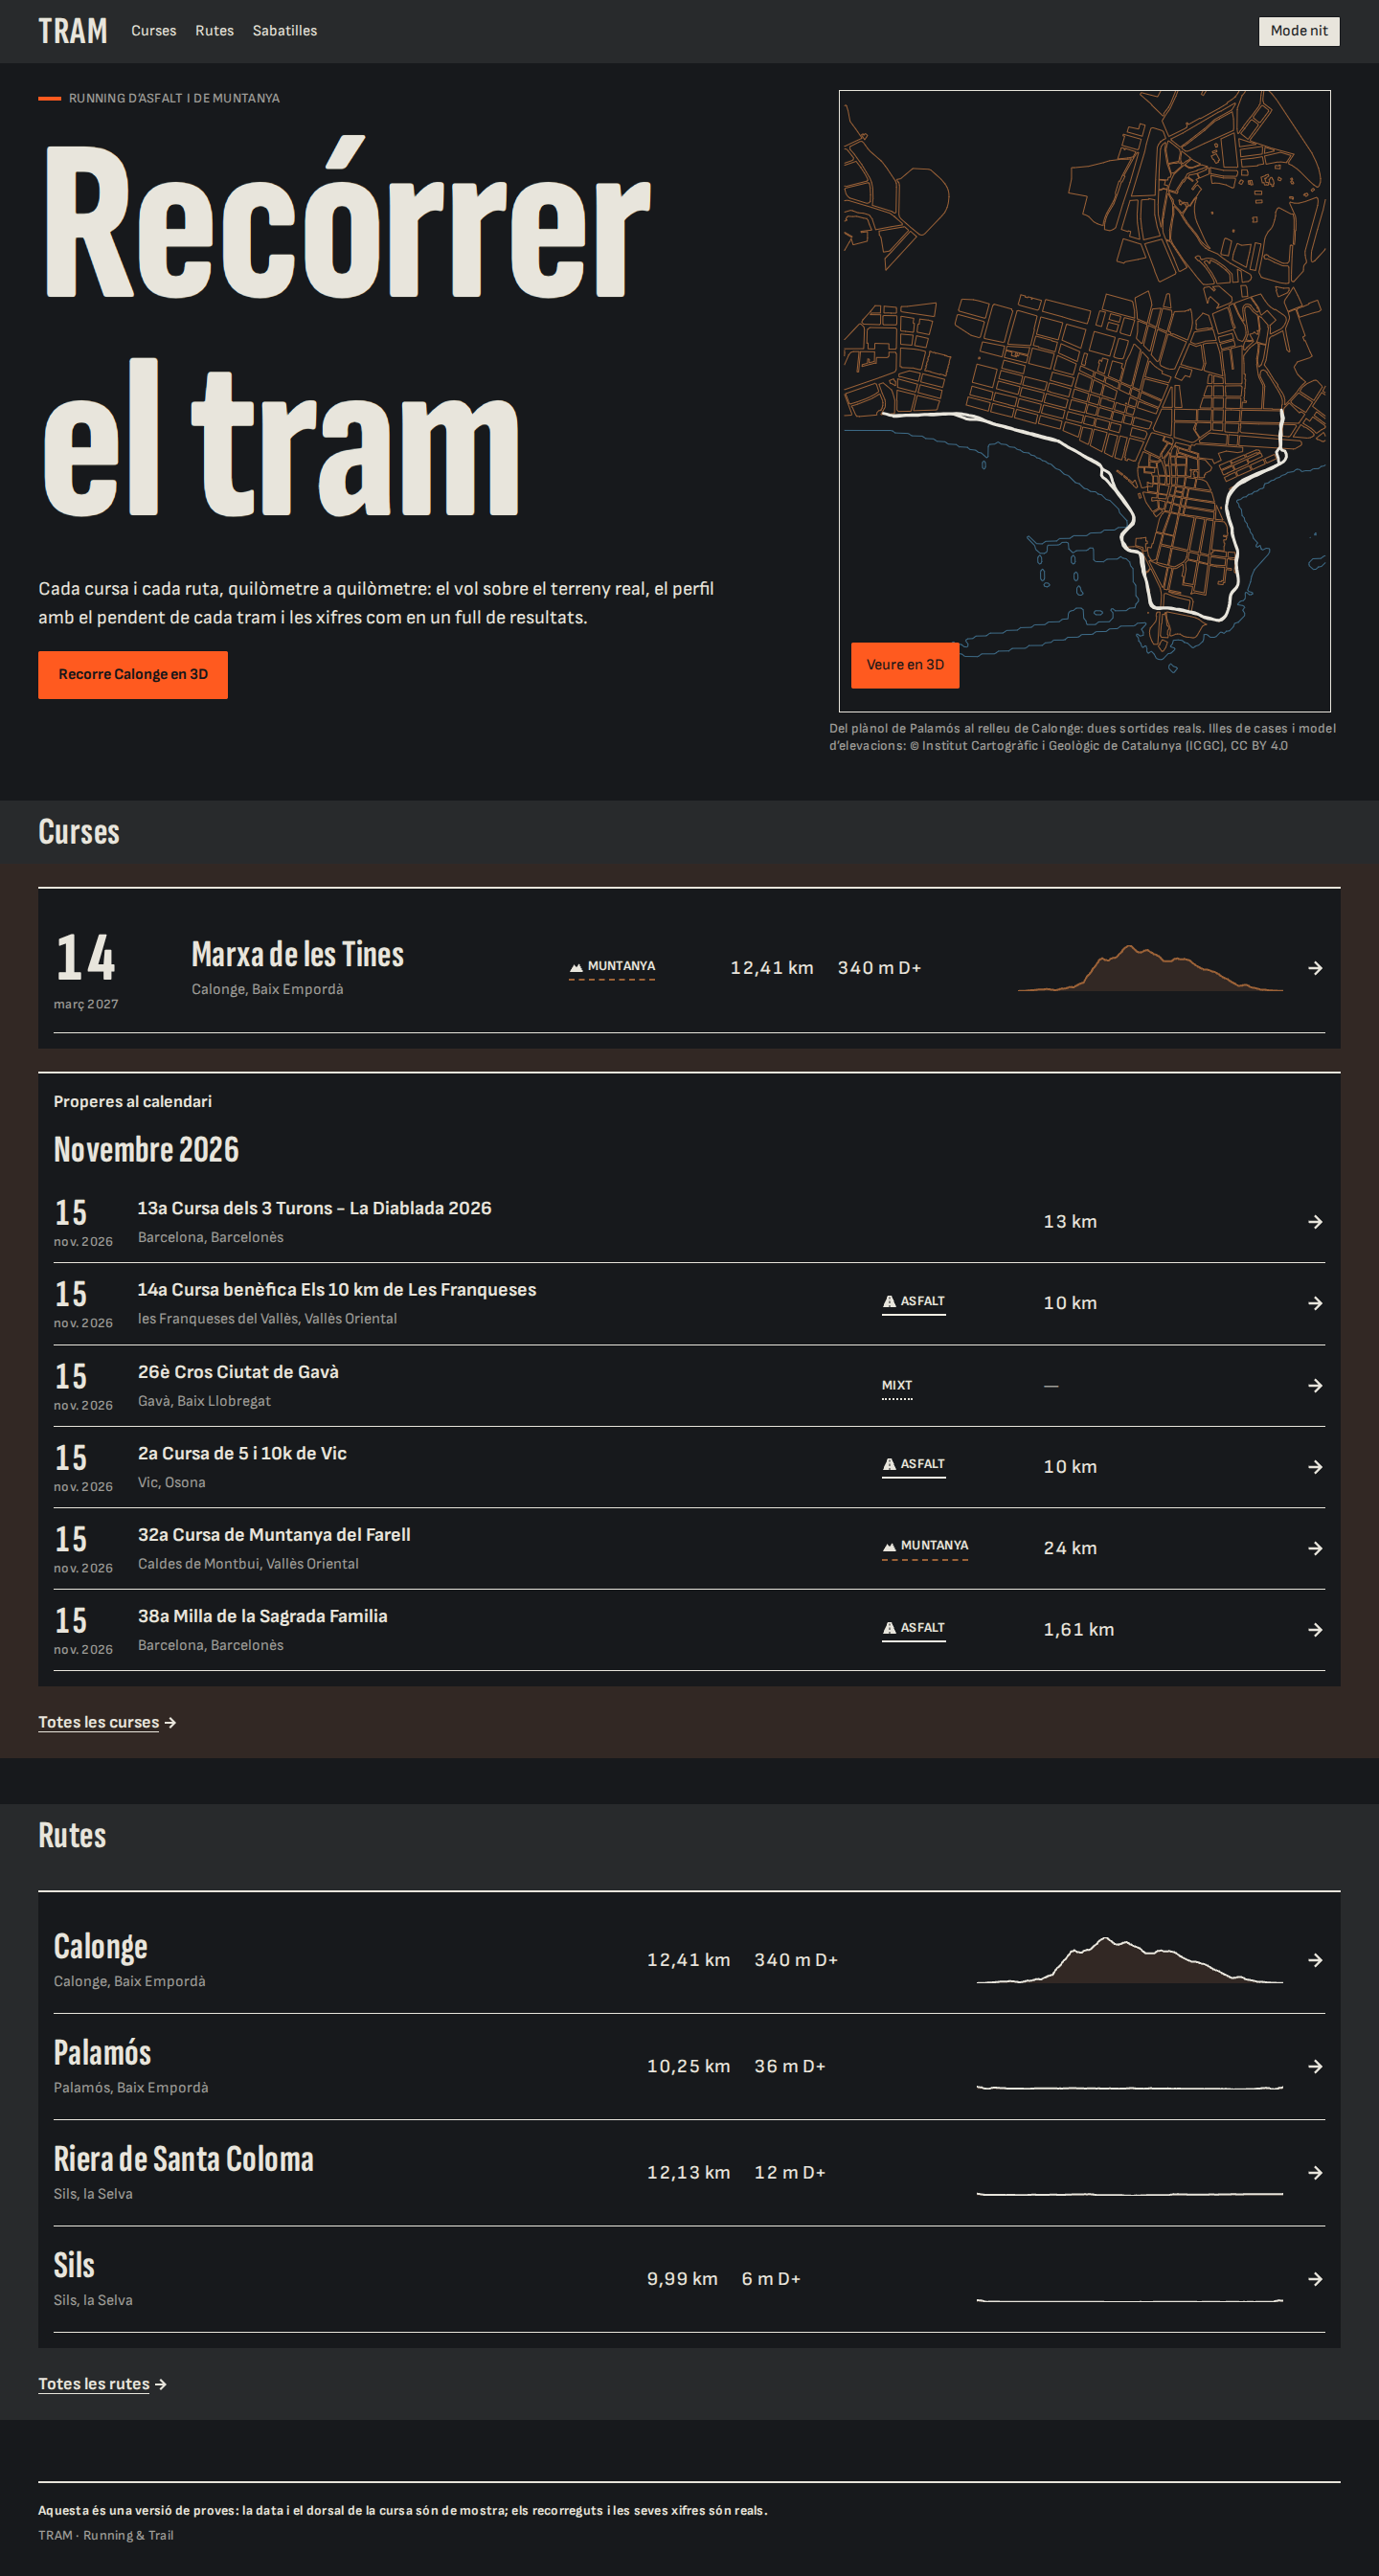 TRAM Curses Rutes Sabatilles Mode nit
RUNNING D'ASFALT I DE MUNTANYA
Recórrer
el tram
Cada cursa i cada ruta, quilòmetre a quilòmetre: el vol sobre el terreny real, el perfil
amb el pendent de cada tram i les xifres com en un full de resultats.
Recorre Calonge en 3D
Veure en 3D
Del plànol de Palamós al relleu de Calonge: dues sortides reals. Illes de cases i model
d'elevacions: © Institut Cartogràfic i Geològic de Catalunya (ICGC), CC BY 4.0
Curses
14
març 2027
Marxa de les Tines
Calonge, Baix Empordà
MUNTANYA
12,41 km 340 m D+
→
Properes al calendari
Novembre 2026
15
nov. 2026
13a Cursa dels 3 Turons - La Diablada 2026
Barcelona, Barcelonès
13 km
→
15
nov. 2026
14a Cursa benèfica Els 10 km de Les Franqueses
les Franqueses del Vallès, Vallès Oriental
ASFALT
10 km
→
15
nov. 2026
26è Cros Ciutat de Gavà
Gavà, Baix Llobregat
MIXT
—
→
15
nov. 2026
2a Cursa de 5 i 10k de Vic
Vic, Osona
ASFALT
10 km
→
15
nov. 2026
32a Cursa de Muntanya del Farell
Caldes de Montbui, Vallès Oriental
MUNTANYA
24 km
→
15
nov. 2026
38a Milla de la Sagrada Familia
Barcelona, Barcelonès
ASFALT
1,61 km
→
Totes les curses →
Rutes
Calonge
Calonge, Baix Empordà
12,41 km 340 m D+
→
Palamós
Palamós, Baix Empordà
10,25 km 36 m D+
→
Riera de Santa Coloma
Sils, la Selva
12,13 km 12 m D+
→
Sils
Sils, la Selva
9,99 km 6 m D+
→
Totes les rutes →
Aquesta és una versió de proves: la data i el dorsal de la cursa són de mostra; els recorreguts i les seves xifres són reals.
TRAM · Running & Trail